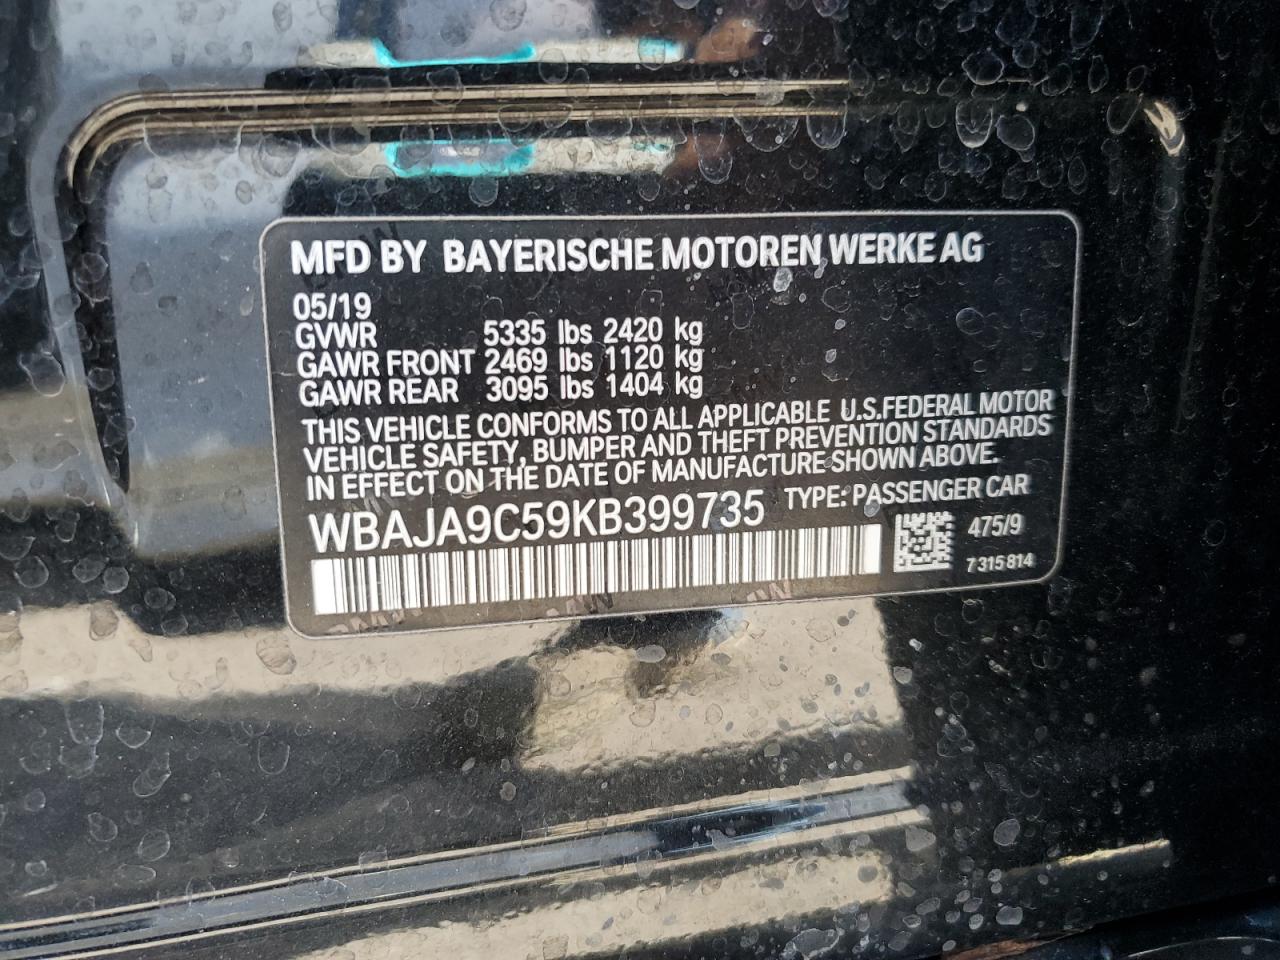 MFD BY BAYERISCHE MOTOREN WERKE AG
05/19
GVWR 5335 lbs 2420 kg
GAWR FRONT 2469 lbs 1120 kg
GAWR REAR 3095 lbs 1404 kg
THIS VEHICLE CONFORMS TO ALL APPLICABLE U.S.FEDERAL MOTOR
VEHICLE SAFETY, BUMPER AND THEFT PREVENTION STANDARDS
IN EFFECT ON THE DATE OF MANUFACTURE SHOWN ABOVE.
WBAJA9C59KB399735 TYPE: PASSENGER CAR
475/9
7 315 814